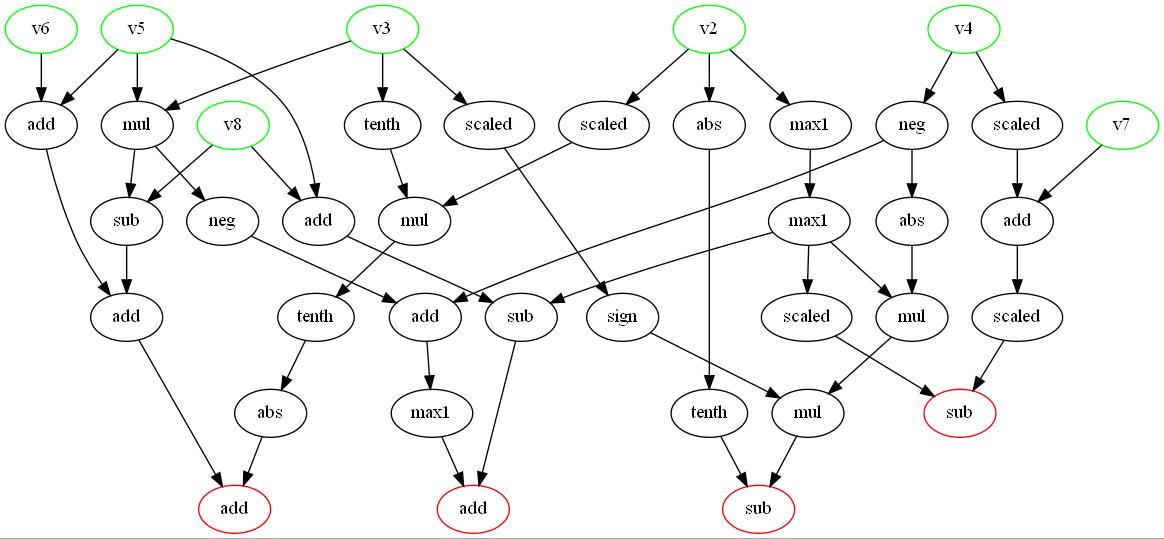 v6 v5 v3 v2 v4
add mul v8 tenth scaled scaled abs max1 neg scaled v7
sub neg add mul max1 abs add
add tenth add sub sign scaled mul scaled
abs max1 tenth mul sub
add add sub